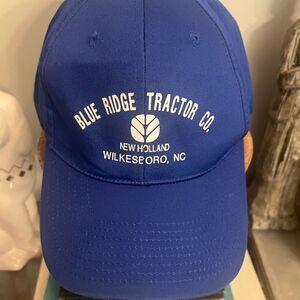 BLUE RIDGE TRACTOR CO.
NEW HOLLAND
WILKESBORO, NC